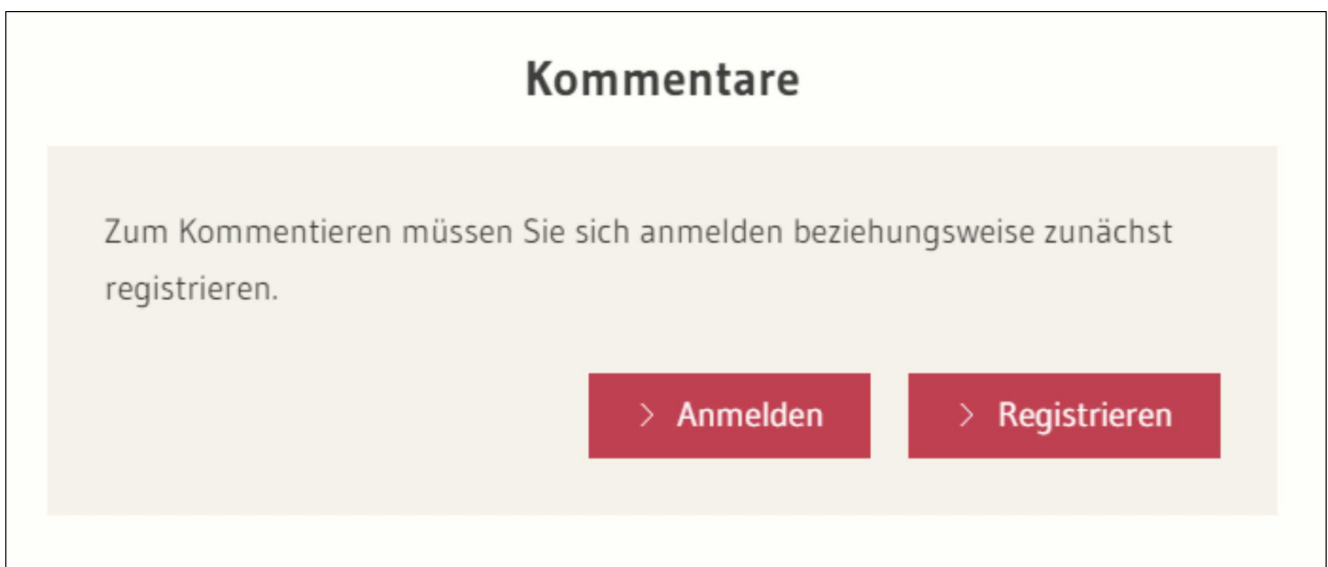 Kommentare
Zum Kommentieren müssen Sie sich anmelden beziehungsweise zunächst
registrieren.
> Anmelden
> Registrieren